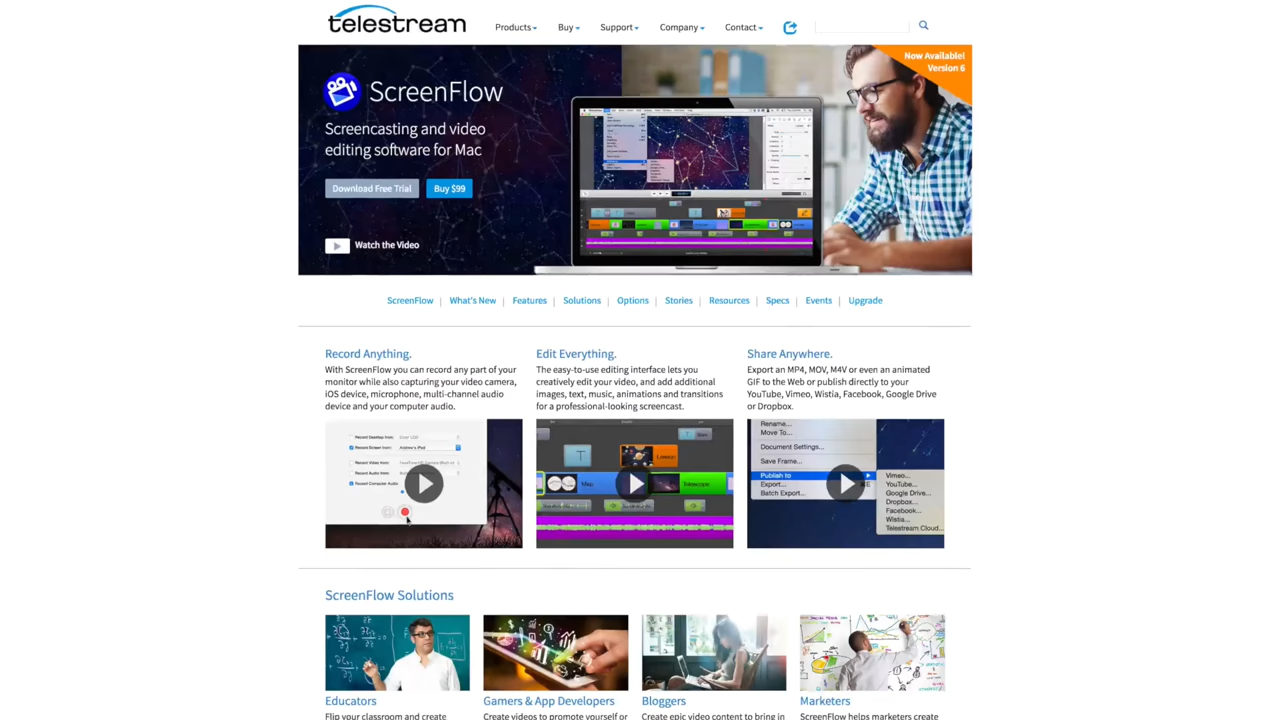 telestream
Products
Buy
Support
Company
Contact
Now Available!
Version 6
ScreenFlow
Screencasting and video
editing software for Mac
Download Free Trial
Buy $99
Watch the Video
ScreenFlow | What's New | Features | Solutions | Options | Stories | Resources | Specs | Events | Upgrade
Record Anything.
With ScreenFlow you can record any part of your
monitor while also capturing your video camera,
iOS device, microphone, multi-channel audio
device and your computer audio.
Edit Everything.
The easy-to-use editing interface lets you
creatively edit your video, and add additional
images, text, music, animations and transitions
for a professional-looking screencast.
Share Anywhere.
Export an MP4, MOV, M4V or even an animated
GIF to the Web or publish directly to your
YouTube, Vimeo, Wistia, Facebook, Google Drive
or Dropbox.
Record Desktop from:
Record Screen from:
Andrew's iPad
Record Video from:
Record Audio from:
Record Computer Audio
T
Map
Telescope
Rename...
Move To...
Document Settings...
Save Frame...
Publish to
Export...
Batch Export...
Vimeo...
YouTube...
Google Drive...
Dropbox...
Facebook...
Wistia...
Telestream Cloud...
ScreenFlow Solutions
Educators
Flip your classroom and create
Gamers & App Developers
Create videos to promote yourself or
Bloggers
Create epic video content to bring in
Marketers
ScreenFlow helps marketers create